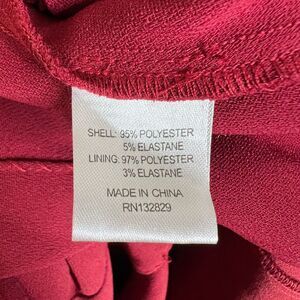 SHELL: 95% POLYESTER
5% ELASTANE
LINING: 97% POLYESTER
3% ELASTANE
MADE IN CHINA
RN132829